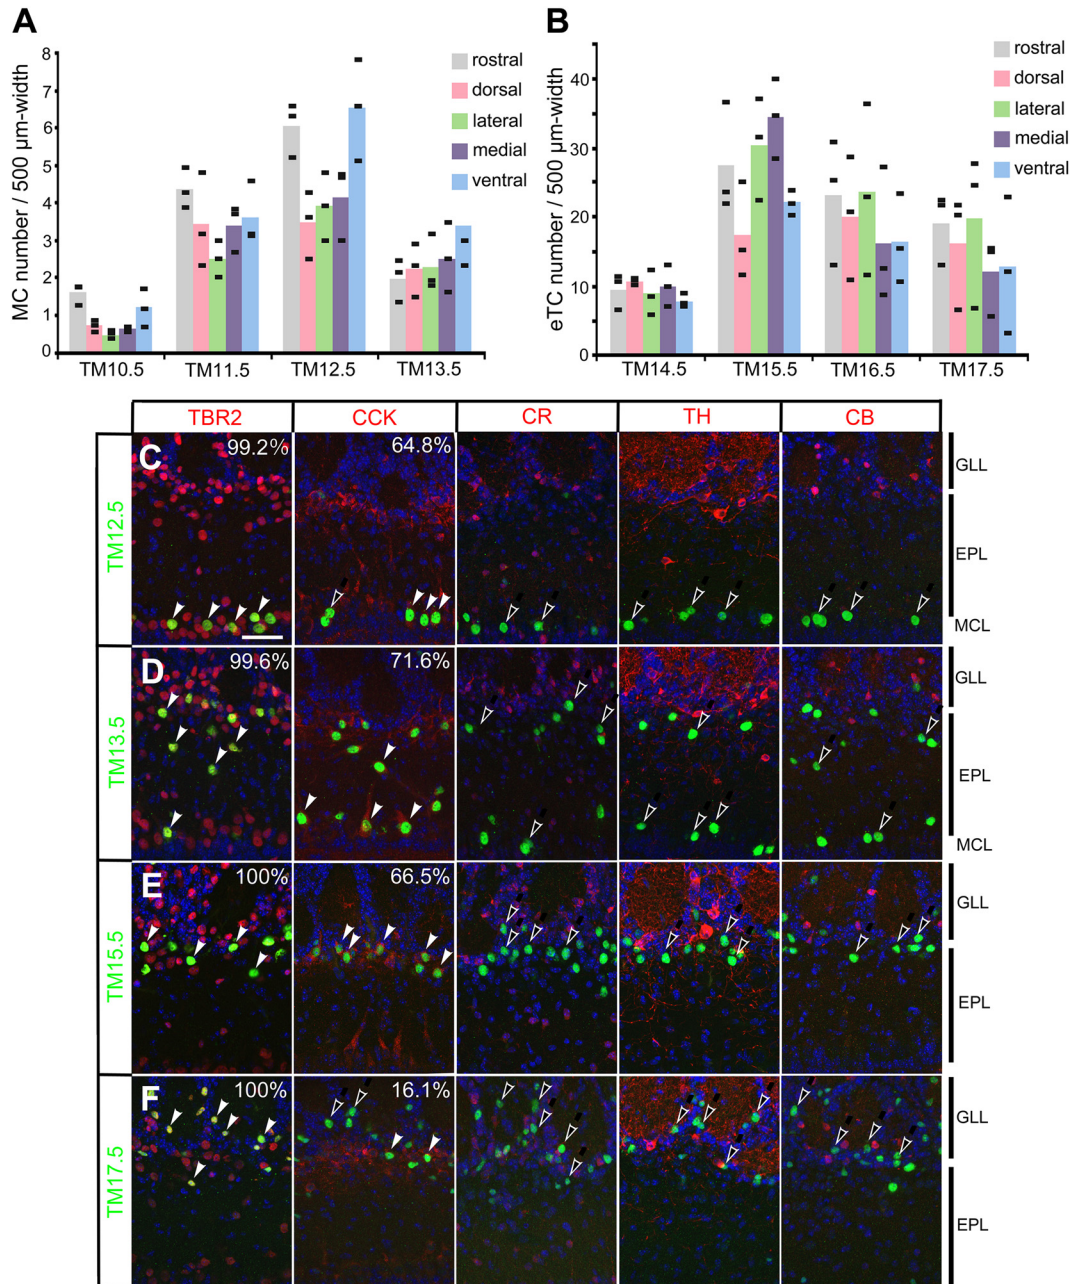 A
MC number / 500 µm-width
8
7
6
5
4
3
2
1
0
TM10.5 TM11.5 TM12.5 TM13.5
rostral
dorsal
lateral
medial
ventral
B
eTC number / 500 µm-width
40
30
20
10
0
TM14.5 TM15.5 TM16.5 TM17.5
rostral
dorsal
lateral
medial
ventral
TBR2 CCK CR TH CB
TM12.5
C 99.2% 64.8%
GLL
EPL
MCL
TM13.5
D 99.6% 71.6%
GLL
EPL
MCL
TM15.5
E 100% 66.5%
GLL
EPL
TM17.5
F 100% 16.1%
GLL
EPL